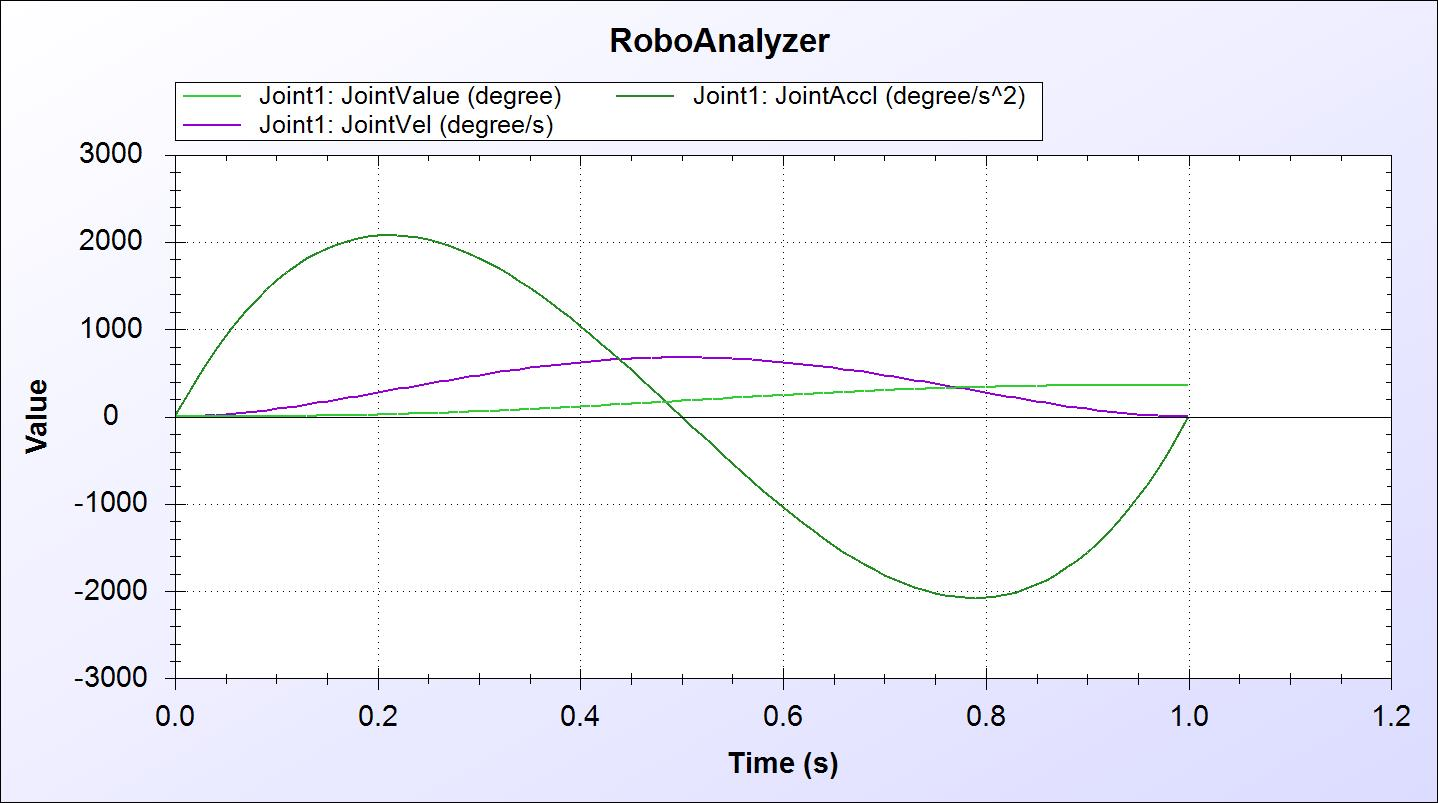 RoboAnalyzer
Joint1: JointValue (degree) Joint1: JointAccl (degree/s^2)
Joint1: JointVel (degree/s)
3000
2000
1000
0
-1000
-2000
-3000
Value
0.0 0.2 0.4 0.6 0.8 1.0 1.2
Time (s)